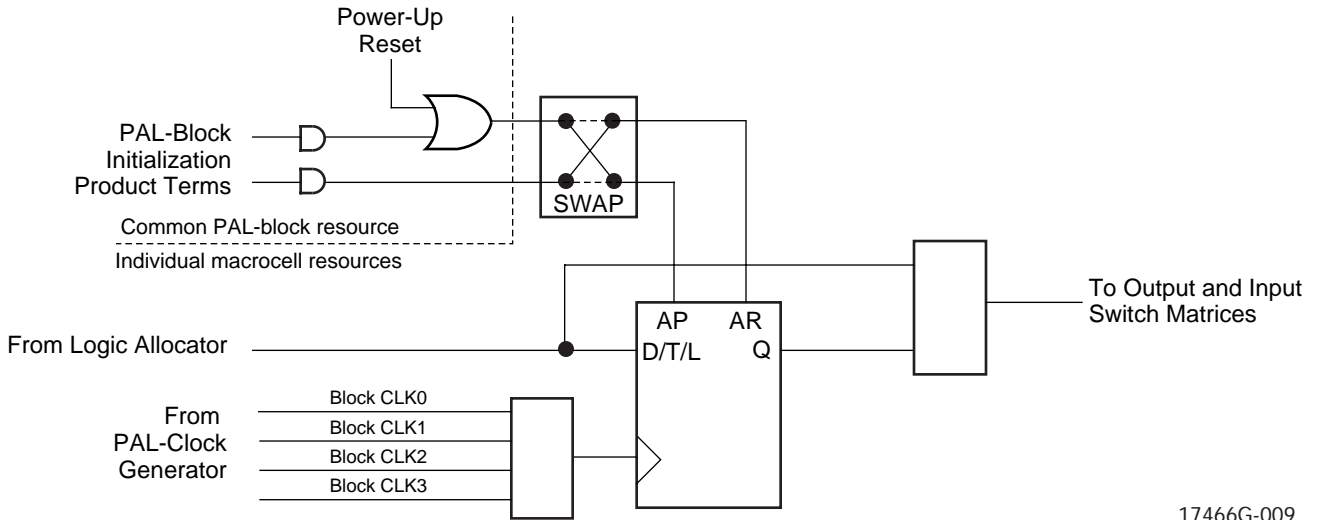 Power-Up
Reset
PAL-Block
Initialization
Product Terms
SWAP
Common PAL-block resource
Individual macrocell resources
To Output and Input
Switch Matrices
AP AR
From Logic Allocator
D/T/L Q
Block CLK0
From
Block CLK1
PAL-Clock
Block CLK2
Generator
Block CLK3
17466G-009